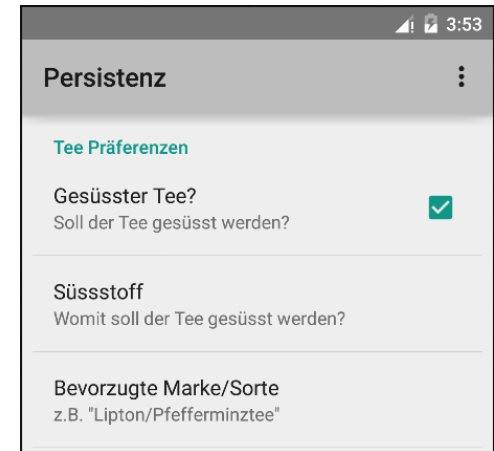 3:53
Persistenz
Tee Präferenzen
Gesüsster Tee?
Soll der Tee gesüsst werden?
Süssstoff
Womit soll der Tee gesüsst werden?
Bevorzugte Marke/Sorte
z.B. "Lipton/Pfefferminztee"